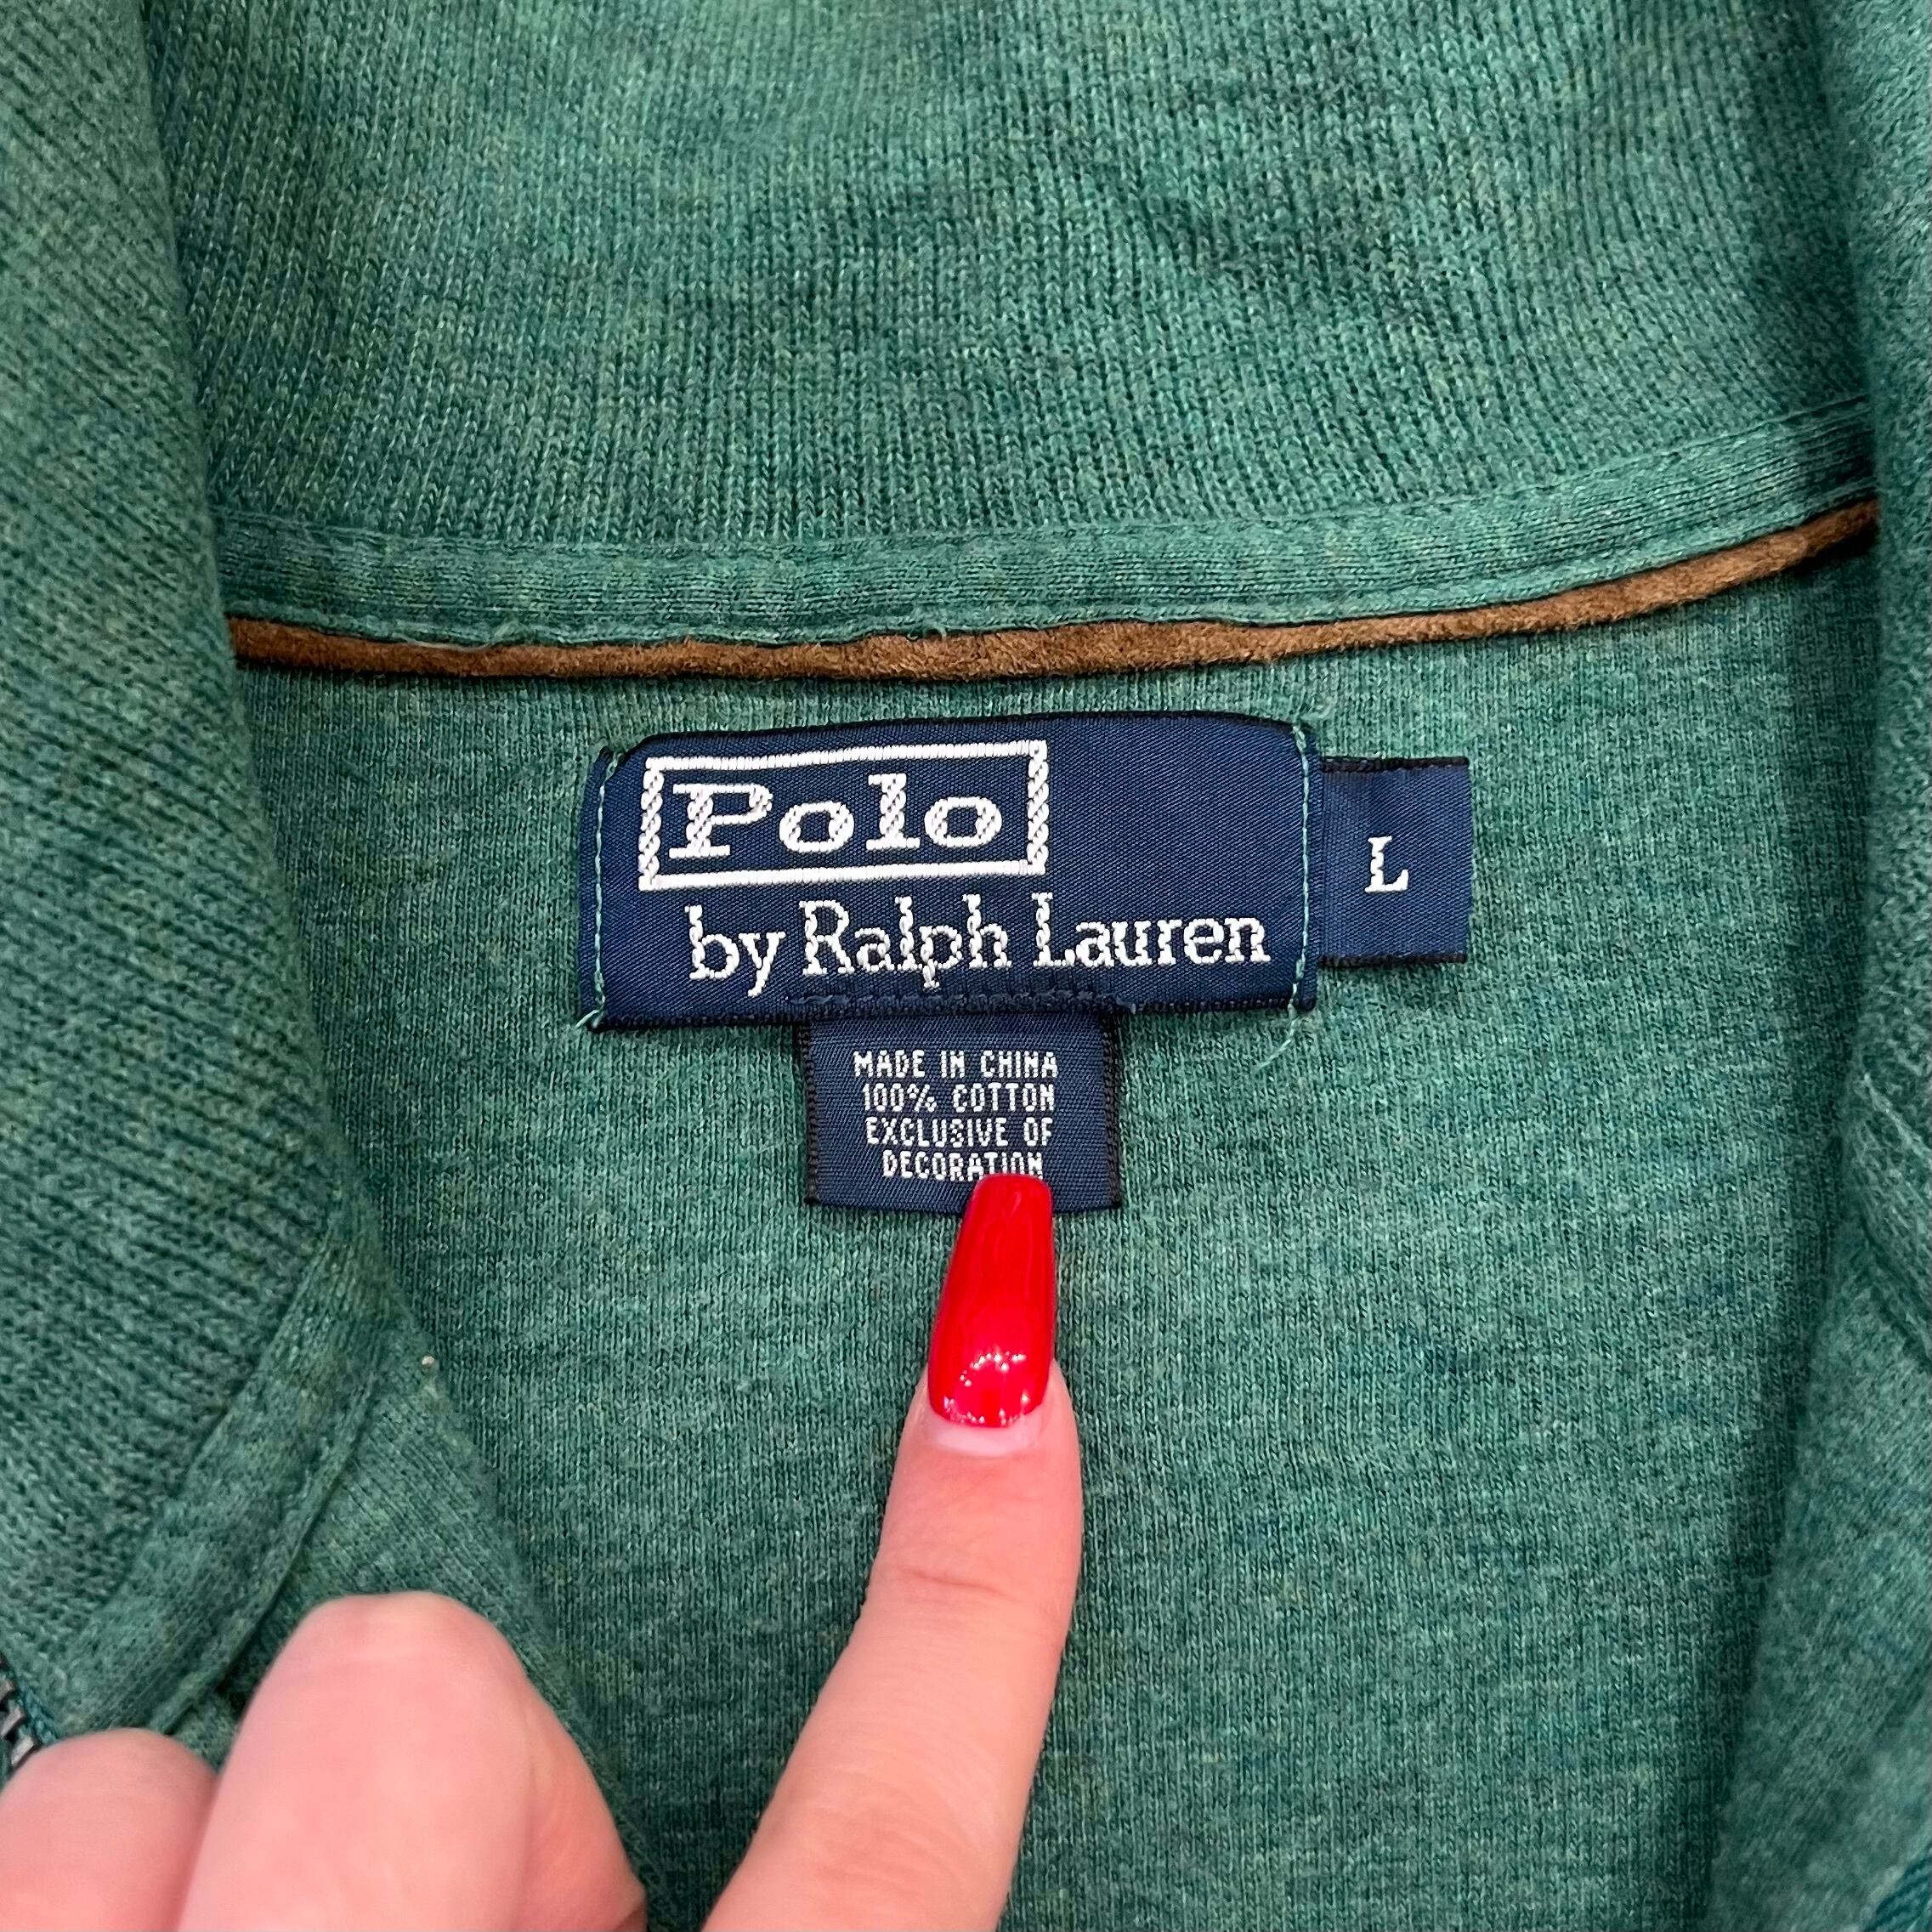 Polo
by Ralph Lauren
L
MADE IN CHINA
100% COTTON
EXCLUSIVE OF
DECORATION